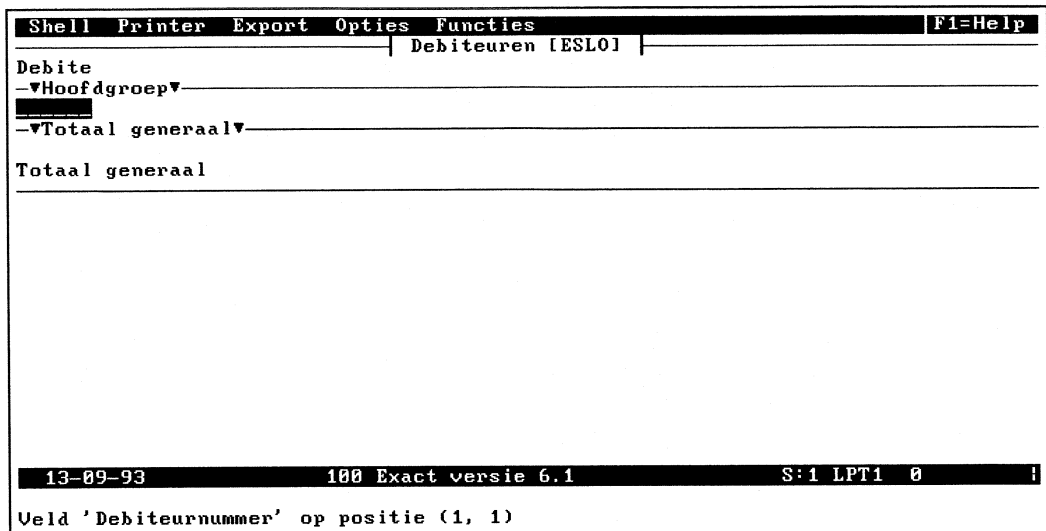 Shell Printer Export Opties Functies F1=Help
Debiteuren [ESLO]
Debite
▼Hoofdgroep▼
______
▼Totaal generaal▼
Totaal generaal
13-09-93 100 Exact versie 6.1 S:1 LPT1 0
Veld 'Debiteurnummer' op positie (1, 1)